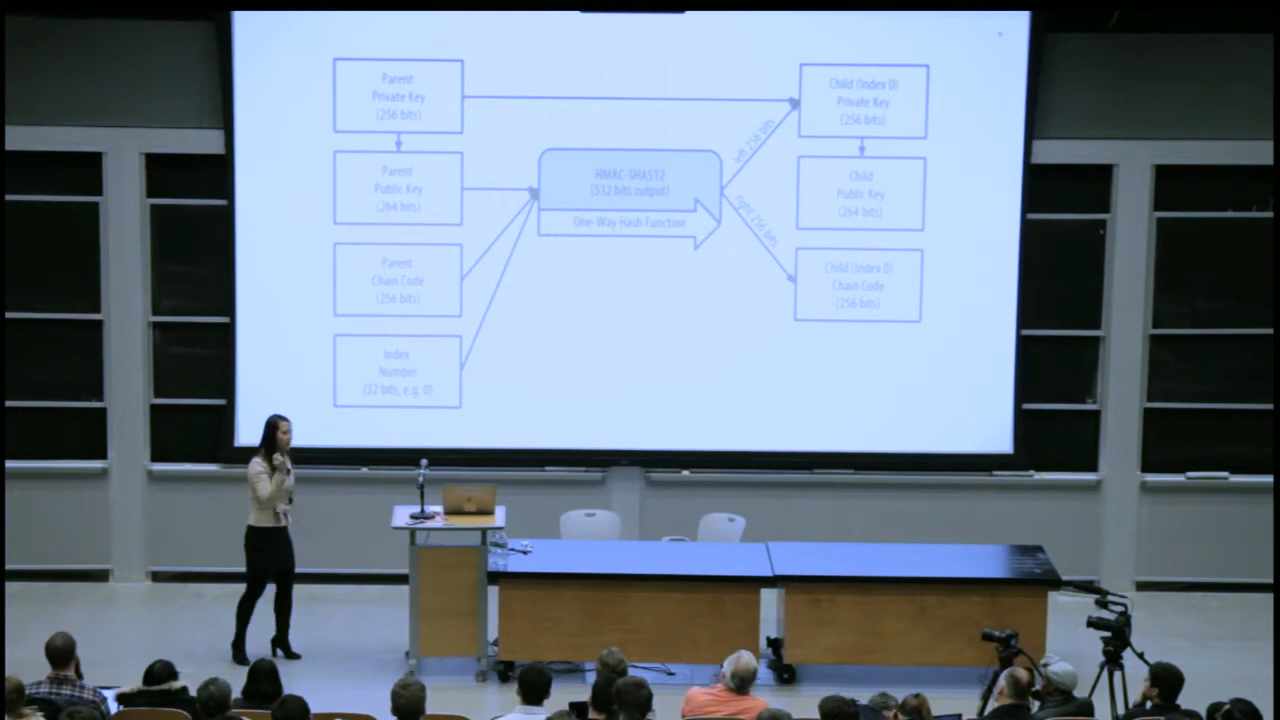 Parent
Private Key
(256 bits)
Parent
Public Key
(264 bits)
Parent
Chain Code
(256 bits)
Index
Number
(32 bits, e.g. 0)
HMAC-SHA512
(512 bits output)
One-Way Hash Function
left 256 bits
right 256 bits
Child (Index 0)
Private Key
(256 bits)
Child
Public Key
(264 bits)
Child (Index 0)
Chain Code
(256 bits)